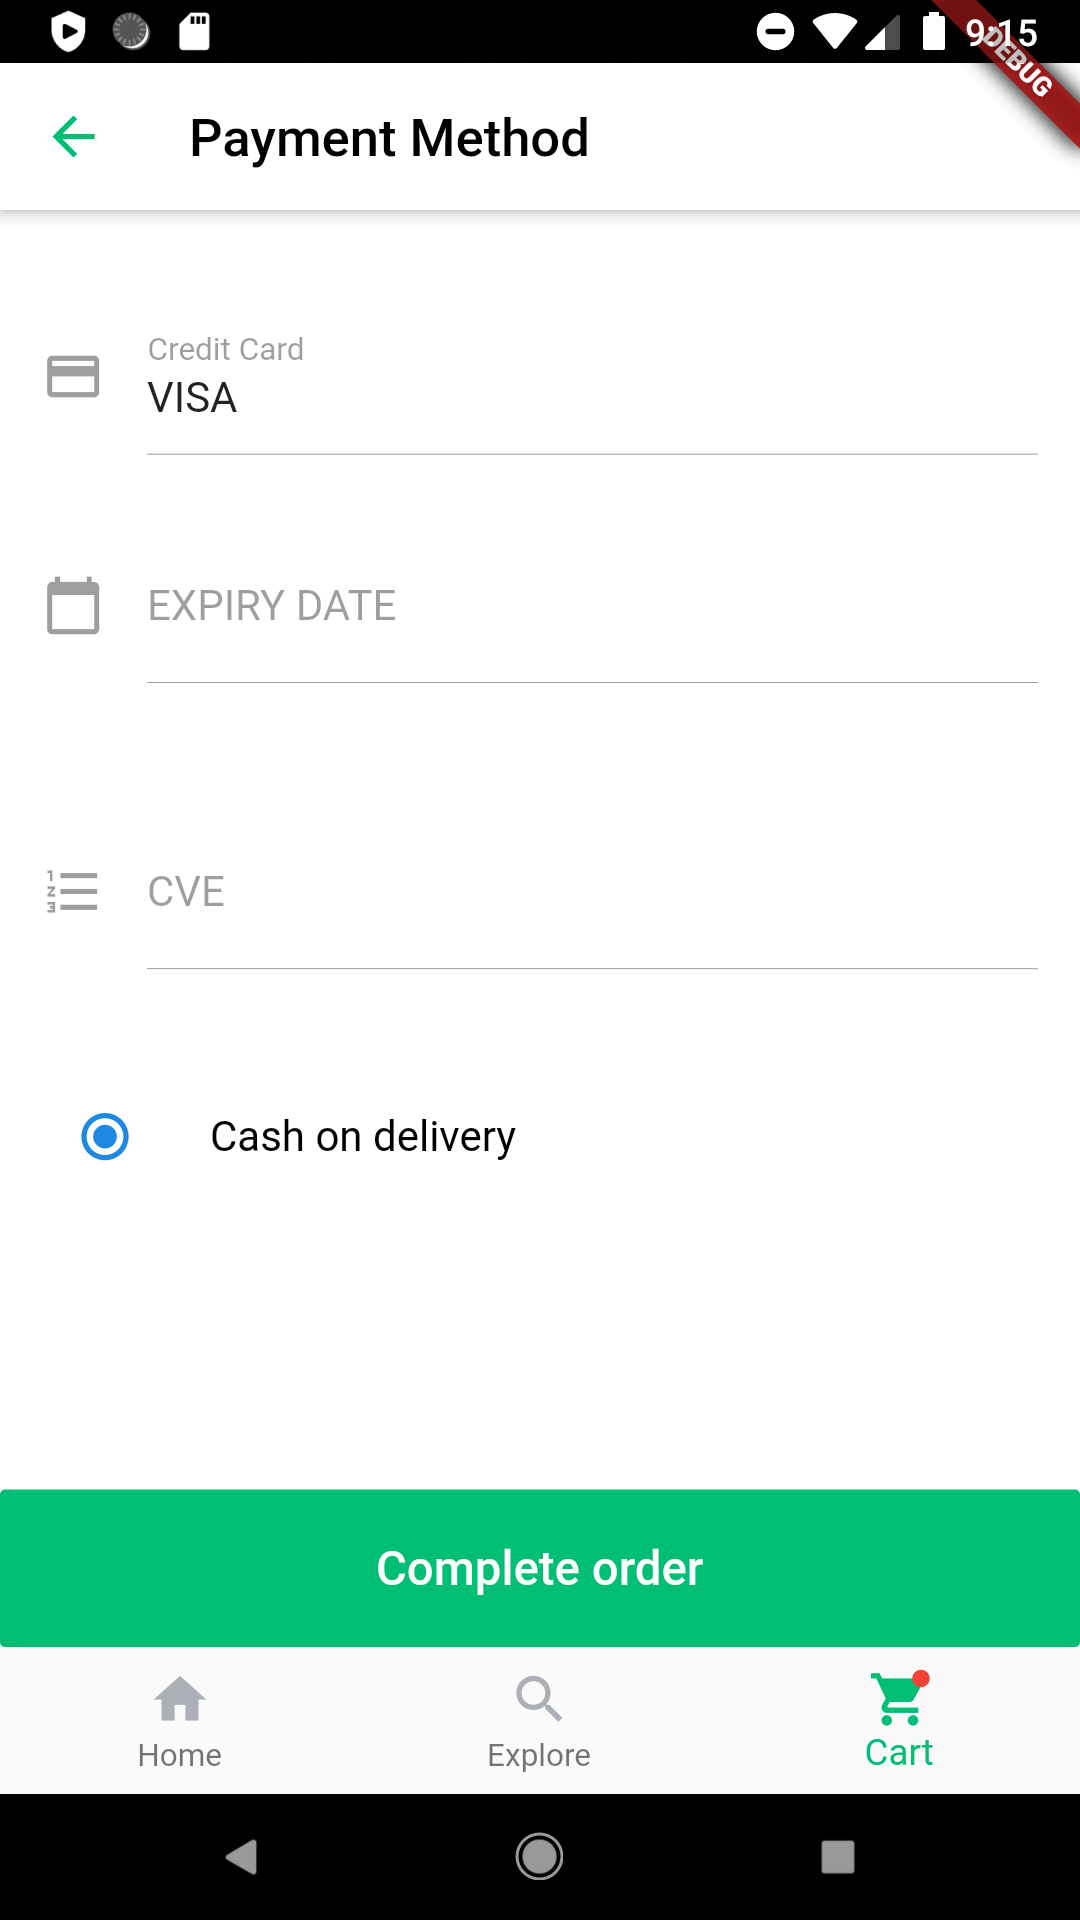 9:15
DEBUG
Payment Method
Credit Card
VISA
EXPIRY DATE
CVE
Cash on delivery
Complete order
Home
Explore
Cart